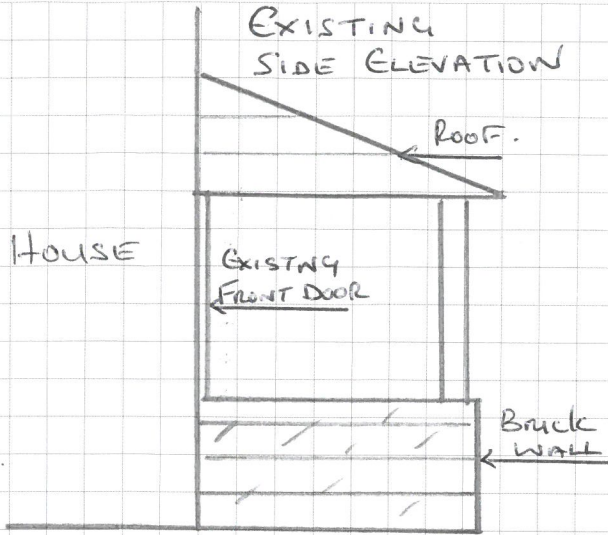 EXISTING
SIDE ELEVATION
ROOF.
HOUSE
EXISTNG
FRONT DOOR
BRICK
WALL